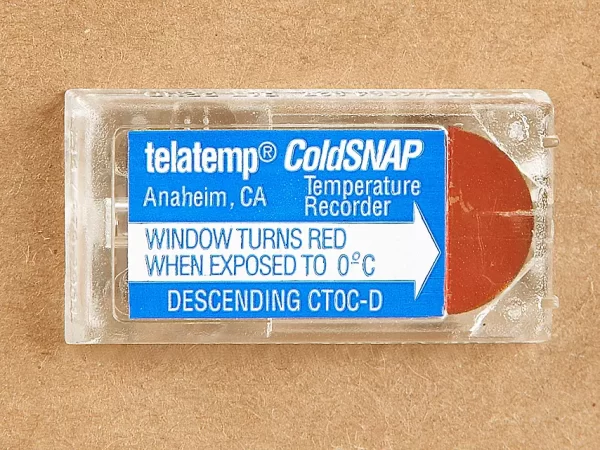 telatemp® ColdSNAP
Anaheim, CA
Temperature
Recorder
WINDOW TURNS RED
WHEN EXPOSED TO 0ºC
DESCENDING CT0C-D